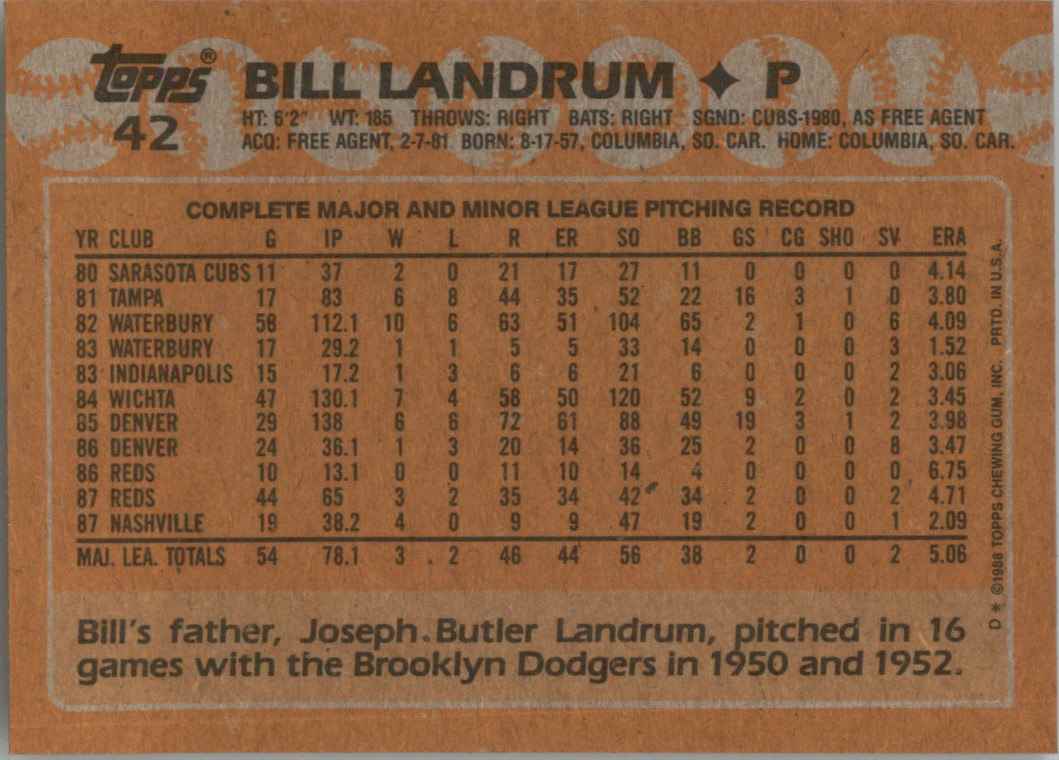 topps® BILL LANDRUM ✦ P
42
HT: 6'2" WT: 185 THROWS: RIGHT BATS: RIGHT SGND: CUBS-1980, AS FREE AGENT
ACQ: FREE AGENT, 2-7-81 BORN: 8-17-57, COLUMBIA, SO. CAR. HOME: COLUMBIA, SO. CAR.
COMPLETE MAJOR AND MINOR LEAGUE PITCHING RECORD
YR CLUB G IP W L R ER SO BB GS CG SHO SV ERA
80 SARASOTA CUBS 11 37 2 0 21 17 27 11 0 0 0 0 4.14
81 TAMPA 17 83 6 8 44 35 52 22 16 3 1 0 3.80
82 WATERBURY 56 112.1 10 6 63 51 104 65 2 1 0 6 4.09
83 WATERBURY 17 29.2 1 1 5 5 33 14 0 0 0 3 1.52
83 INDIANAPOLIS 15 17.2 1 3 6 6 21 6 0 0 0 2 3.06
84 WICHTA 47 130.1 7 4 58 50 120 52 9 2 0 2 3.45
85 DENVER 29 138 6 6 72 61 88 49 19 3 1 2 3.98
86 DENVER 24 36.1 1 3 20 14 36 25 2 0 0 8 3.47
86 REDS 10 13.1 0 0 11 10 14 4 0 0 0 0 6.75
87 REDS 44 65 3 2 35 34 42 34 2 0 0 2 4.71
87 NASHVILLE 19 38.2 4 0 9 9 47 19 2 0 0 1 2.09
MAJ. LEA. TOTALS 54 78.1 3 2 46 44 56 38 2 0 0 2 5.06
Bill's father, Joseph Butler Landrum, pitched in 16
games with the Brooklyn Dodgers in 1950 and 1952.
D * ©1988 TOPPS CHEWING GUM, INC. PRTD. IN U.S.A.